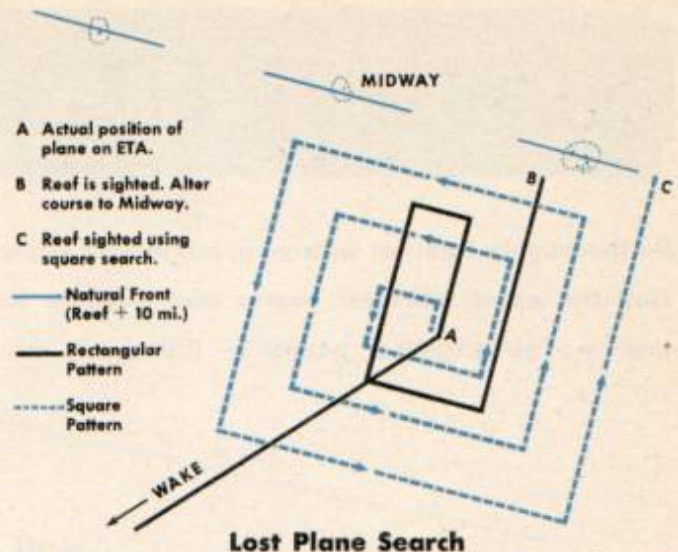 MIDWAY
A Actual position of
plane on ETA.
B Reef is sighted. Alter
course to Midway.
C Reef sighted using
square search.
Natural Front
(Reef + 10 mi.)
Rectangular
Pattern
Square
Pattern
B
C
A
WAKE
Lost Plane Search